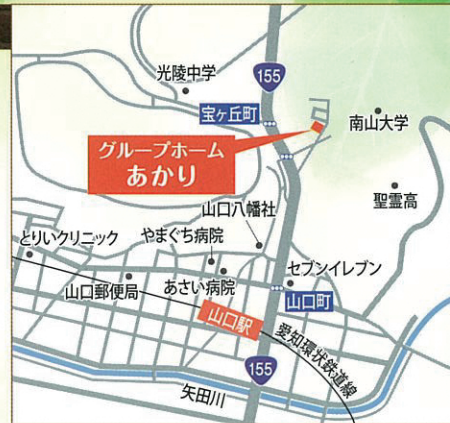 光陵中学
155
宝ヶ丘町
南山大学
グループホーム
あかり
聖霊高
山口八幡社
とりいクリニック
やまぐち病院
セブンイレブン
山口郵便局
あさい病院
山口町
山口駅
愛知環状鉄道線
155
矢田川